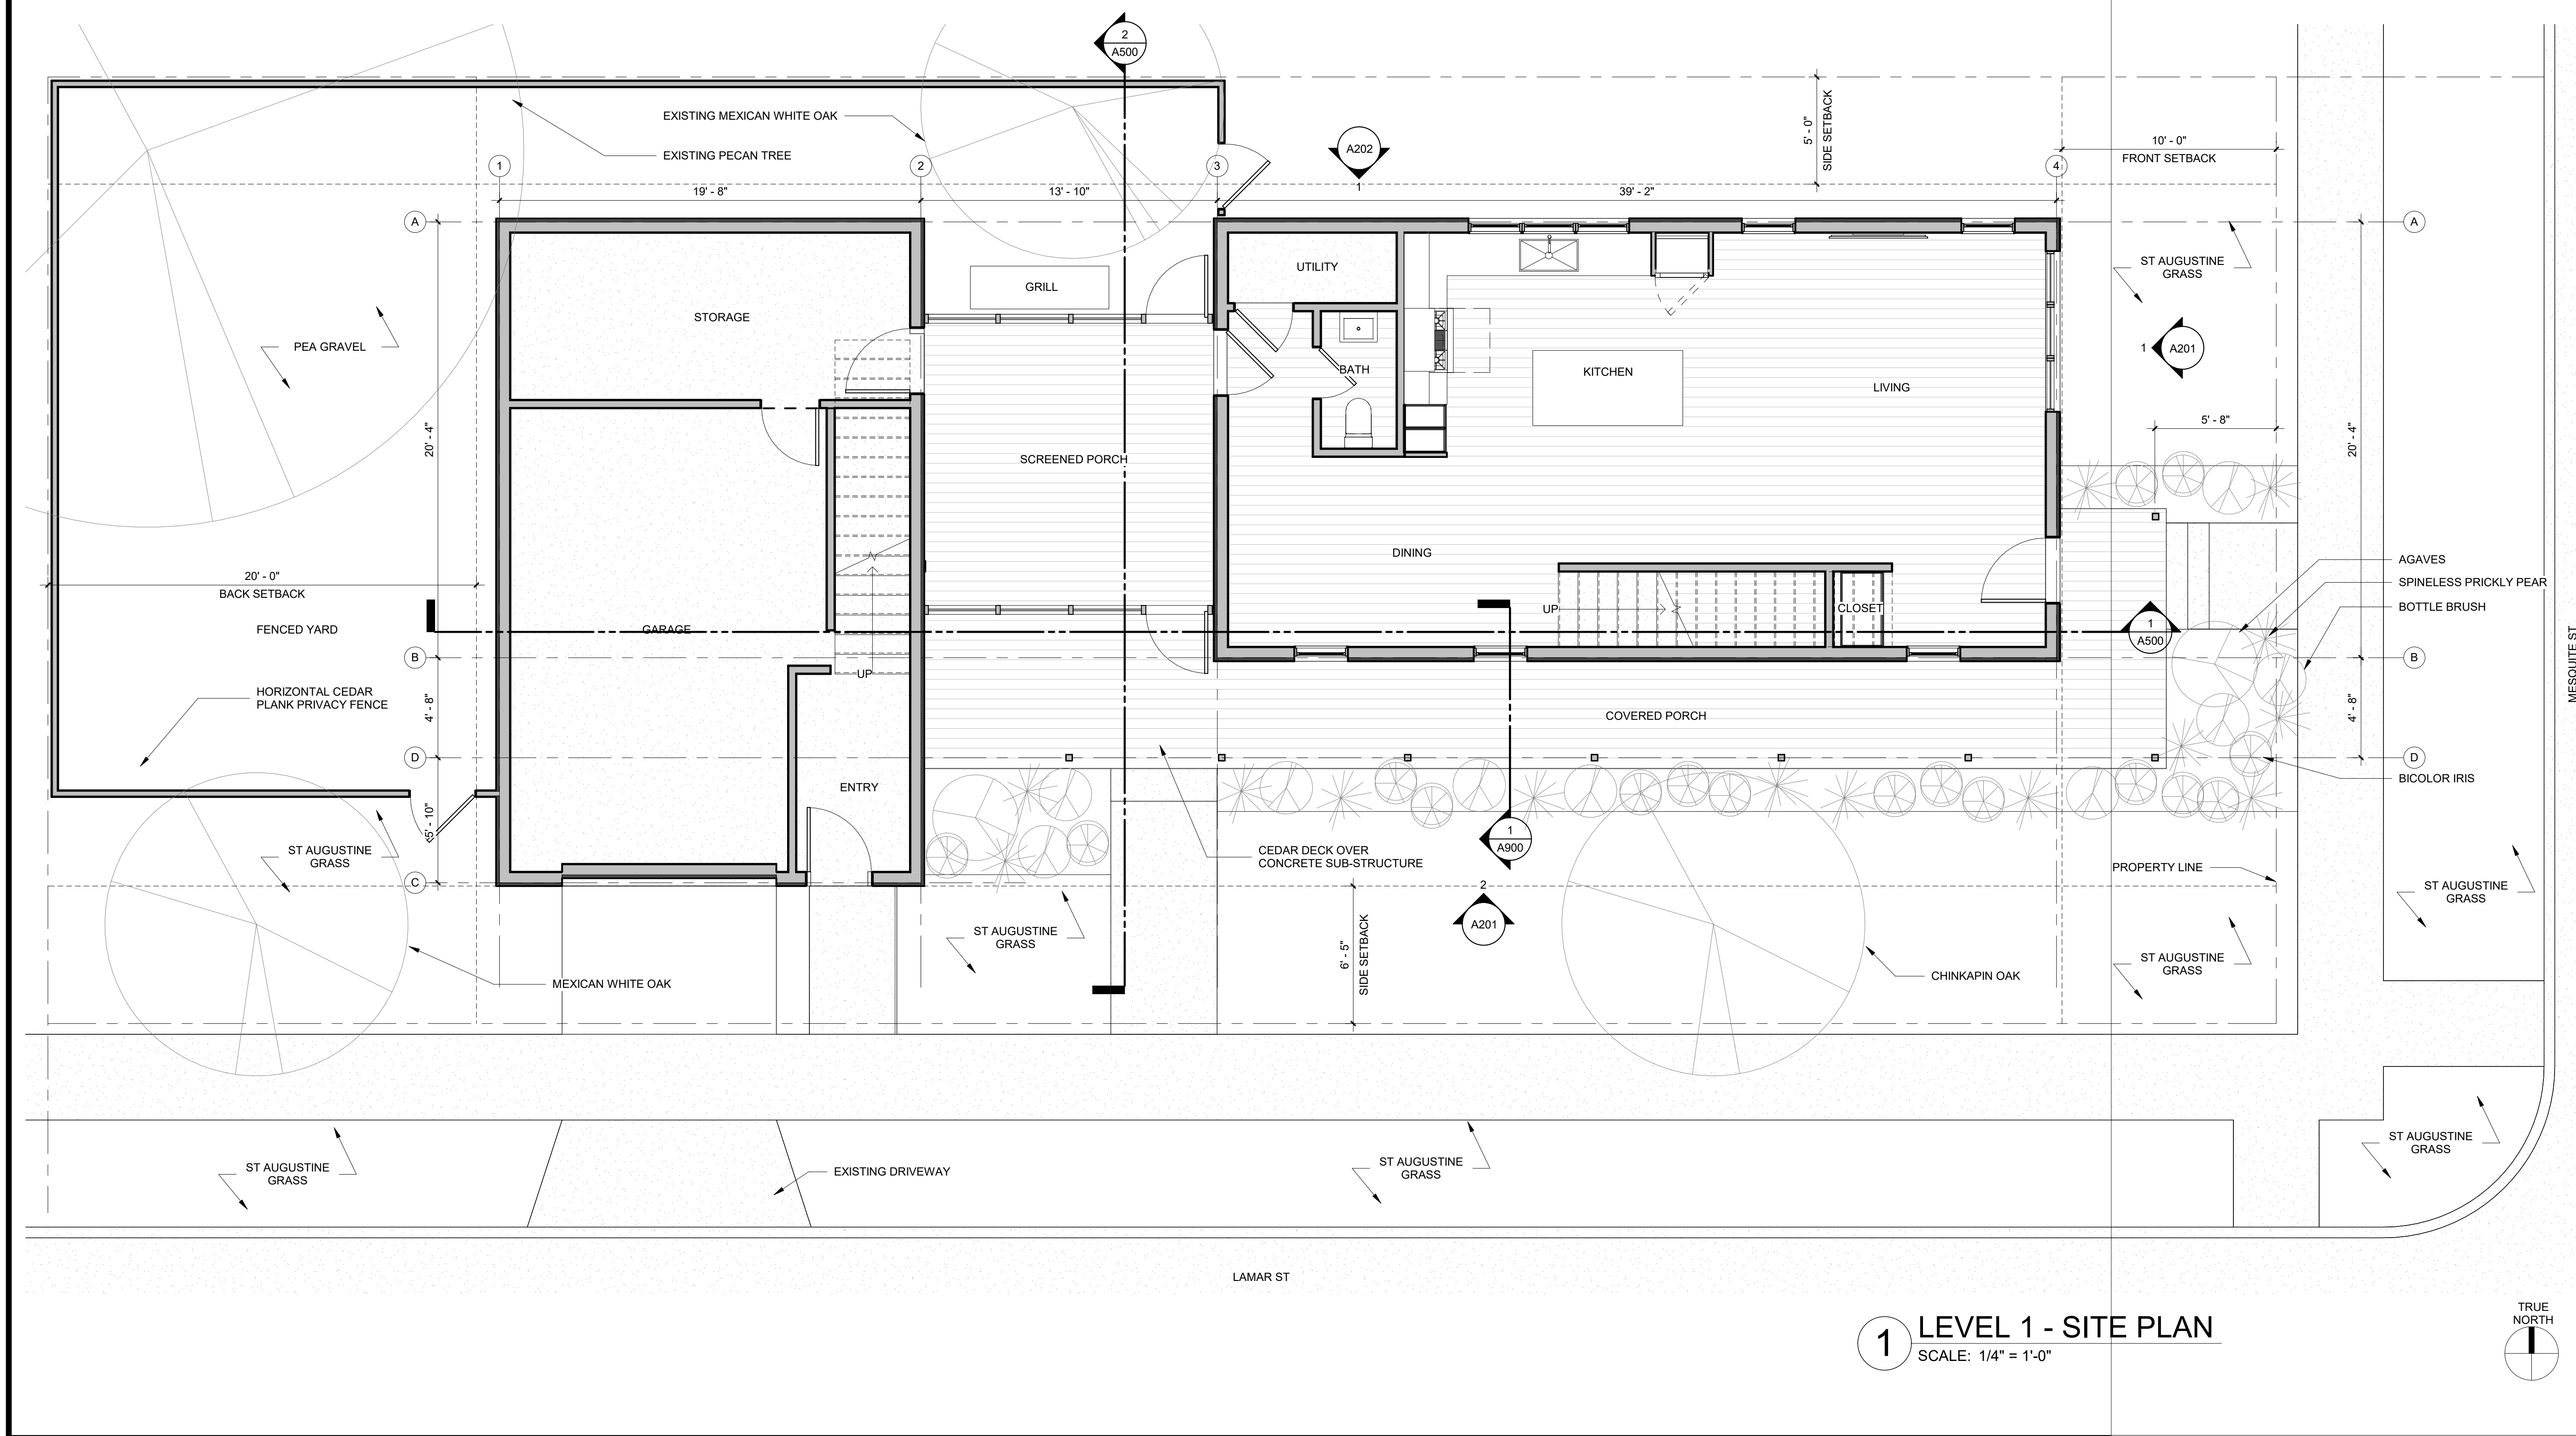 2
A500
EXISTING MEXICAN WHITE OAK
EXISTING PECAN TREE
5' - 0"
SIDE SETBACK
10' - 0"
FRONT SETBACK
A202
1
1
2
3
4
19' - 8"
13' - 10"
39' - 2"
A
A
UTILITY
ST AUGUSTINE
GRASS
GRILL
STORAGE
PEA GRAVEL
BATH
KITCHEN
LIVING
1
A201
5' - 8"
20' - 4"
20' - 4"
SCREENED PORCH
DINING
AGAVES
SPINELESS PRICKLY PEAR
BOTTLE BRUSH
20' - 0"
BACK SETBACK
UP
CLOSET
FENCED YARD
GARAGE
1
A500
MESQUITE ST
B
B
UP
HORIZONTAL CEDAR
PLANK PRIVACY FENCE
4' - 8"
4' - 8"
COVERED PORCH
D
D
BICOLOR IRIS
ENTRY
5' - 10"
ST AUGUSTINE
GRASS
CEDAR DECK OVER
CONCRETE SUB-STRUCTURE
1
A900
PROPERTY LINE
C
2
A201
ST AUGUSTINE
GRASS
ST AUGUSTINE
GRASS
6' - 5"
SIDE SETBACK
ST AUGUSTINE
GRASS
MEXICAN WHITE OAK
CHINKAPIN OAK
ST AUGUSTINE
GRASS
EXISTING DRIVEWAY
ST AUGUSTINE
GRASS
ST AUGUSTINE
GRASS
LAMAR ST
1
LEVEL 1 - SITE PLAN
SCALE: 1/4" = 1'-0"
TRUE
NORTH